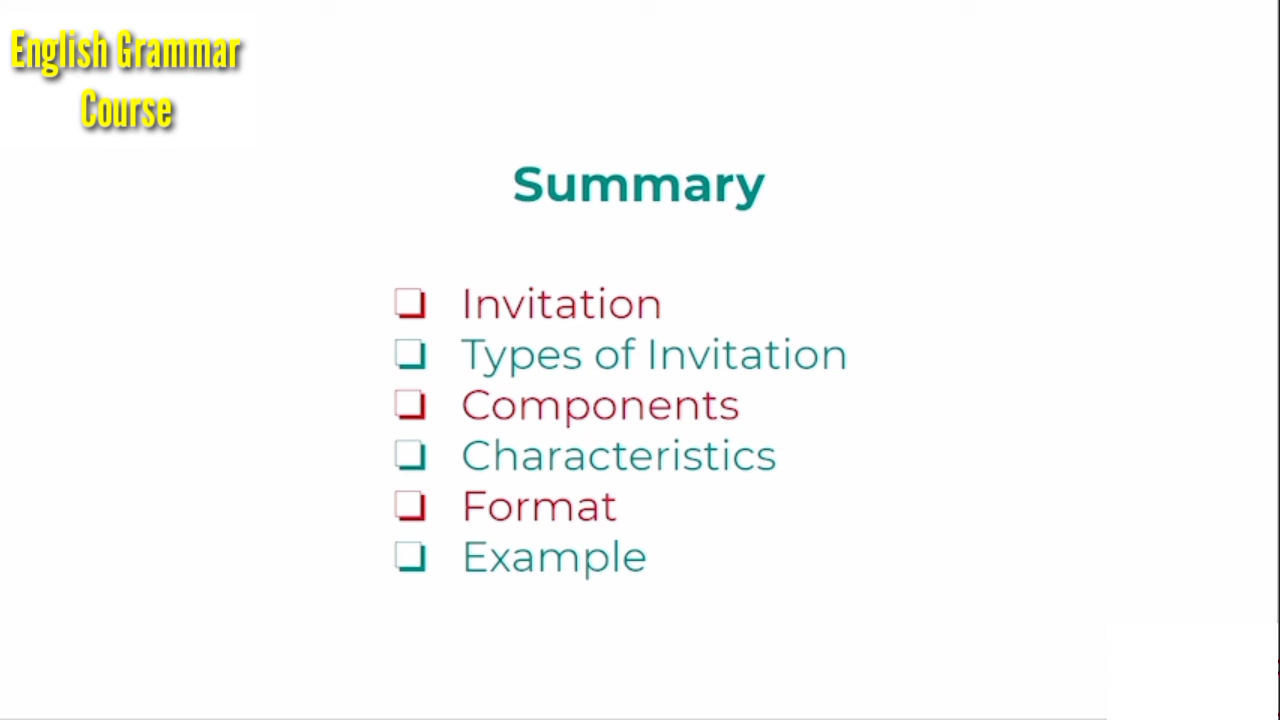 English Grammar
Course
Summary
Invitation
Types of Invitation
Components
Characteristics
Format
Example